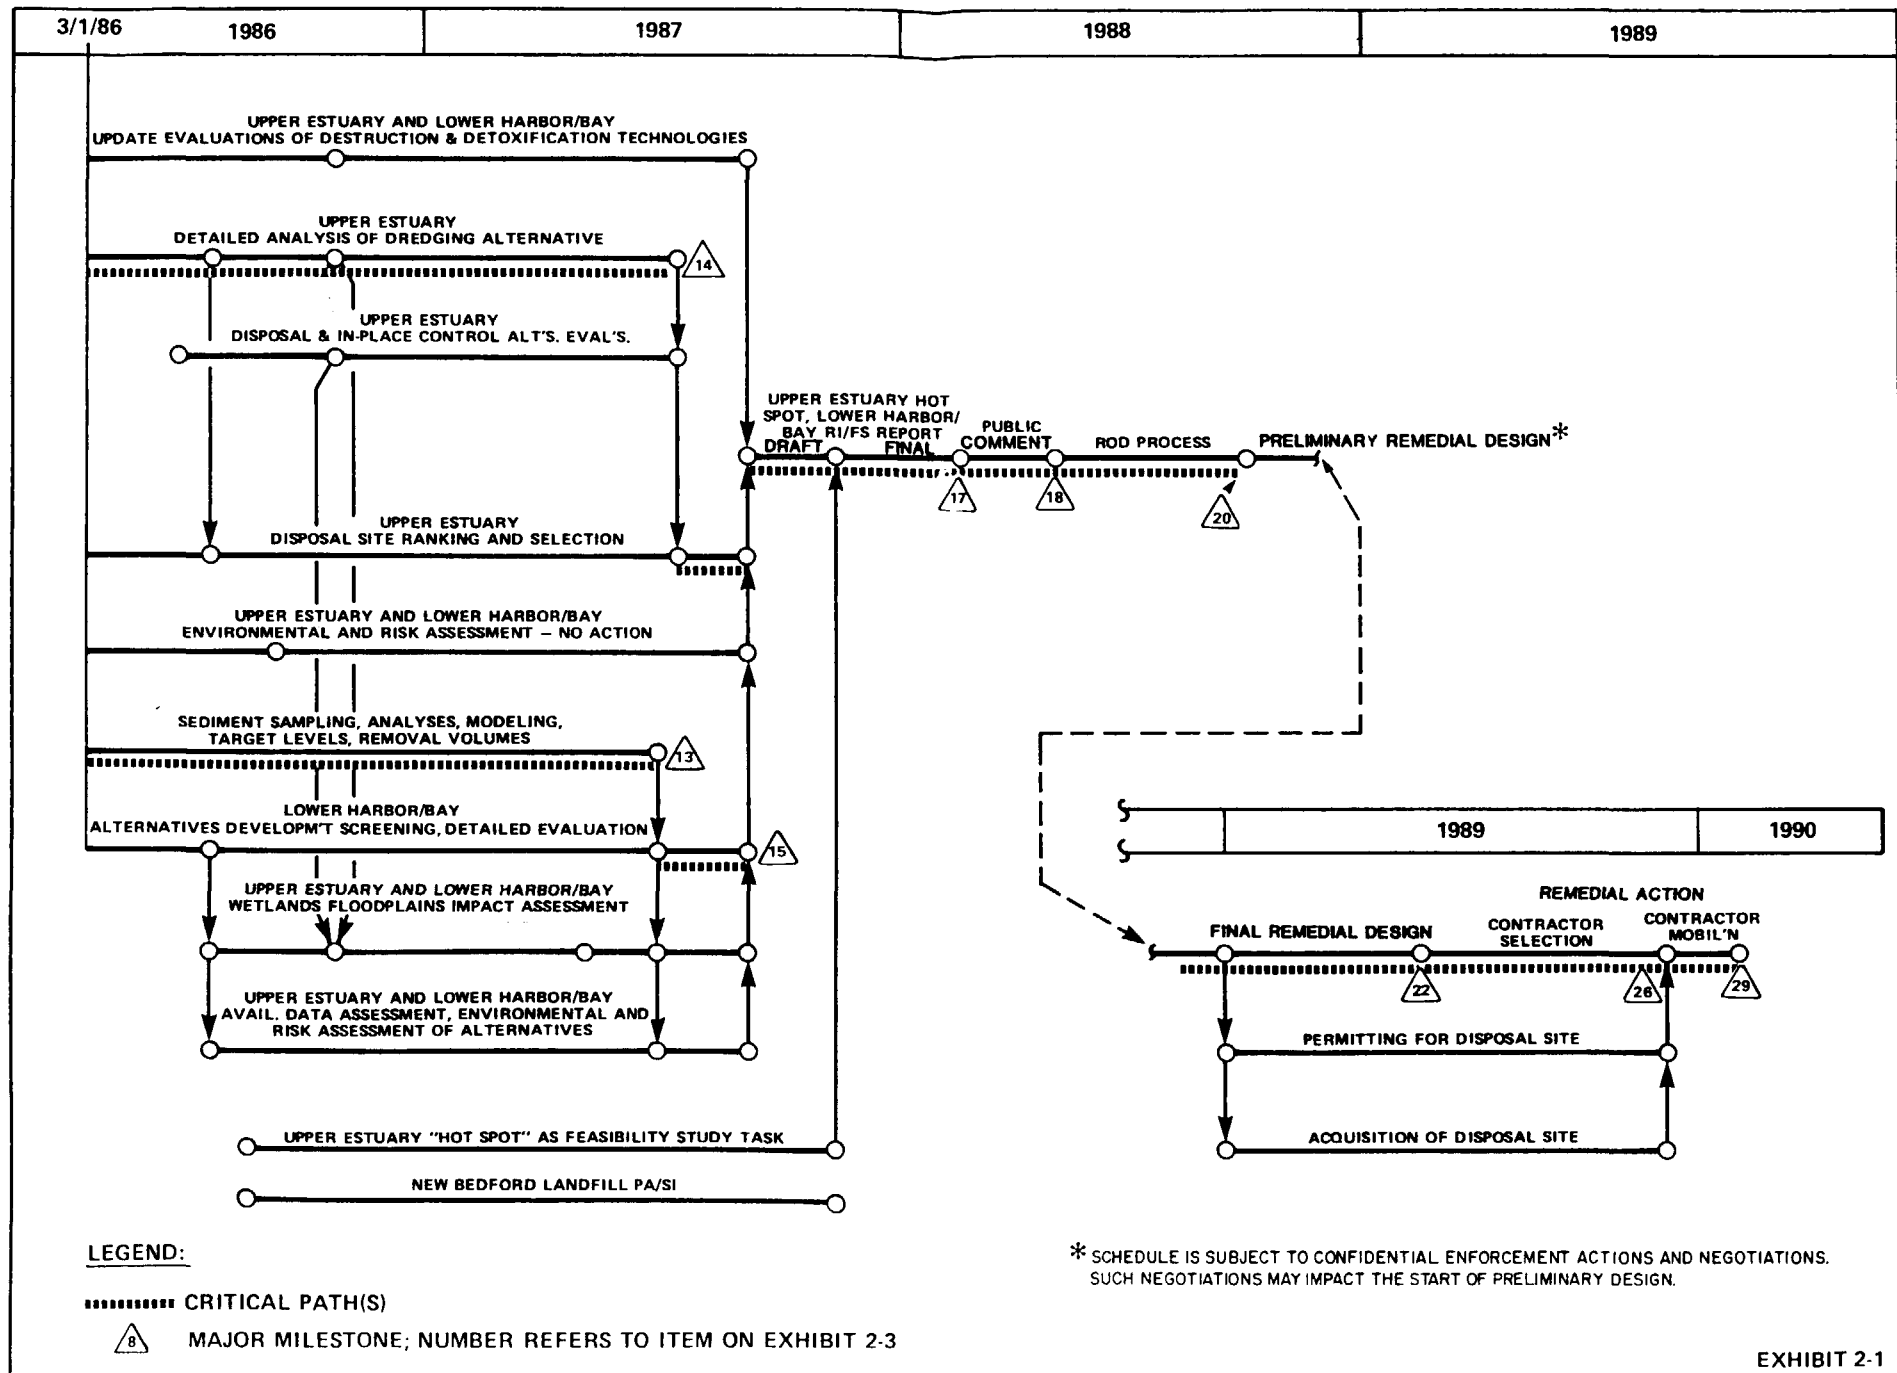 3/1/86
1986
1987
1988
1989
UPPER ESTUARY AND LOWER HARBOR/BAY
UPDATE EVALUATIONS OF DESTRUCTION & DETOXIFICATION TECHNOLOGIES
UPPER ESTUARY
DETAILED ANALYSIS OF DREDGING ALTERNATIVE
14
UPPER ESTUARY
DISPOSAL & IN-PLACE CONTROL ALT'S. EVAL'S.
UPPER ESTUARY HOT
SPOT, LOWER HARBOR/
BAY RI/FS REPORT
DRAFT
FINAL
PUBLIC
COMMENT
ROD PROCESS
PRELIMINARY REMEDIAL DESIGN*
17
18
20
UPPER ESTUARY
DISPOSAL SITE RANKING AND SELECTION
UPPER ESTUARY AND LOWER HARBOR/BAY
ENVIRONMENTAL AND RISK ASSESSMENT – NO ACTION
SEDIMENT SAMPLING, ANALYSES, MODELING,
TARGET LEVELS, REMOVAL VOLUMES
13
LOWER HARBOR/BAY
ALTERNATIVES DEVELOPM'T SCREENING, DETAILED EVALUATION
15
1989
1990
UPPER ESTUARY AND LOWER HARBOR/BAY
WETLANDS FLOODPLAINS IMPACT ASSESSMENT
REMEDIAL ACTION
FINAL REMEDIAL DESIGN
CONTRACTOR
SELECTION
CONTRACTOR
MOBIL'N
22
26
29
UPPER ESTUARY AND LOWER HARBOR/BAY
AVAIL. DATA ASSESSMENT, ENVIRONMENTAL AND
RISK ASSESSMENT OF ALTERNATIVES
PERMITTING FOR DISPOSAL SITE
UPPER ESTUARY "HOT SPOT" AS FEASIBILITY STUDY TASK
ACQUISITION OF DISPOSAL SITE
NEW BEDFORD LANDFILL PA/SI
LEGEND:
CRITICAL PATH(S)
8
MAJOR MILESTONE; NUMBER REFERS TO ITEM ON EXHIBIT 2-3
* SCHEDULE IS SUBJECT TO CONFIDENTIAL ENFORCEMENT ACTIONS AND NEGOTIATIONS.
SUCH NEGOTIATIONS MAY IMPACT THE START OF PRELIMINARY DESIGN.
EXHIBIT 2-1